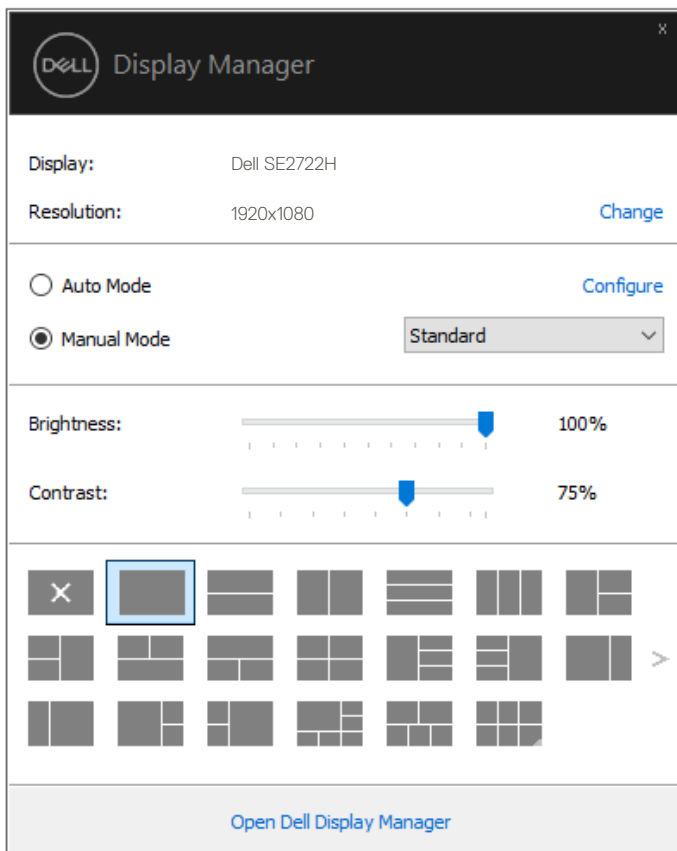 x
DELL Display Manager
Display: Dell SE2722H
Resolution: 1920x1080 Change
Auto Mode Configure
Manual Mode Standard
Brightness: 100%
Contrast: 75%
Open Dell Display Manager